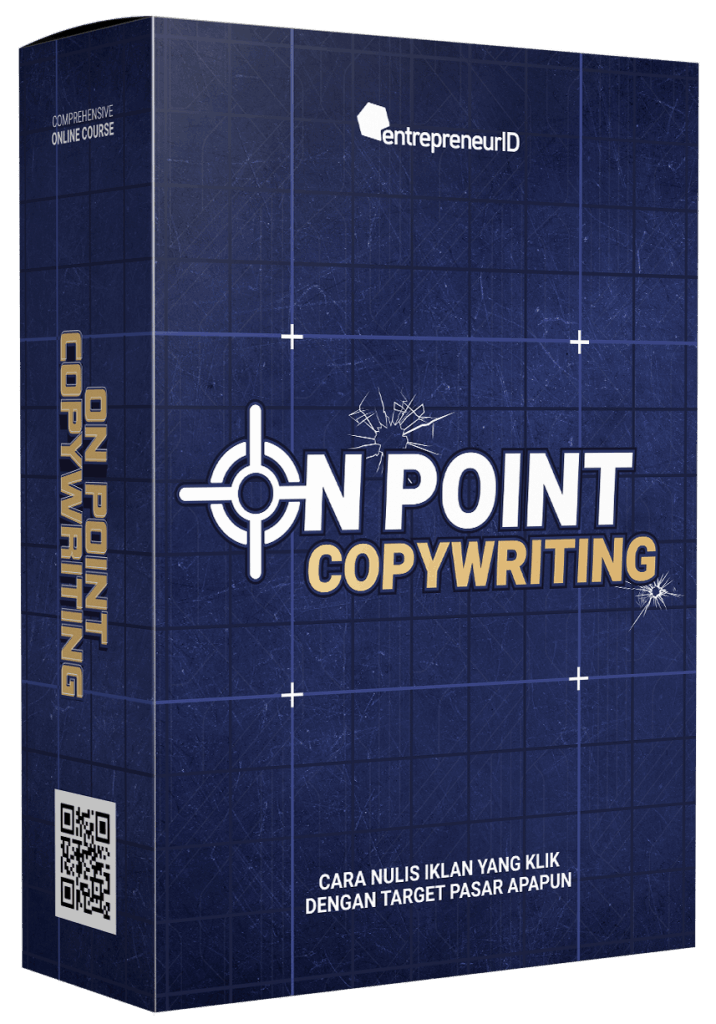 COMPREHENSIVE
ONLINE COURSE
ON POINT
COPYWRITING
entrepreneurID
ON POINT
COPYWRITING
CARA NULIS IKLAN YANG KLIK
DENGAN TARGET PASAR APAPUN